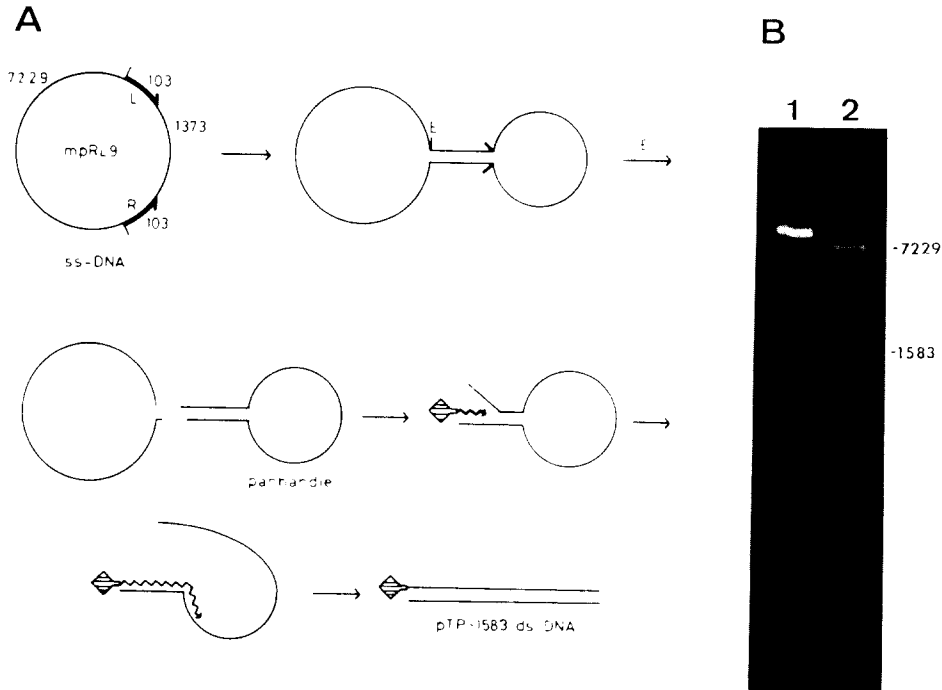 A
7229
103
L
1373
mpRL9
R
103
ss-DNA
E
E
panhandle
pTP-1583 ds DNA
B
1 2
-7229
-1583